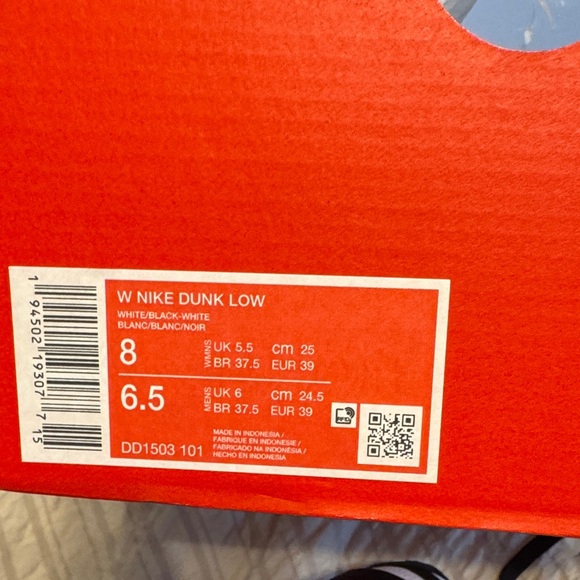 W NIKE DUNK LOW
WHITE/BLACK-WHITE
BLANC/BLANC/NOIR
8 WMNS UK 5.5 cm 25
BR 37.5 EUR 39
6.5 MENS UK 6 cm 24.5
BR 37.5 EUR 39
MADE IN INDONESIA /
FABRIQUE EN INDONESIE /
FABRICADO NA INDONÉSIA /
HECHO EN INDONESIA
DD1503 101
1 94502 19307 7 15